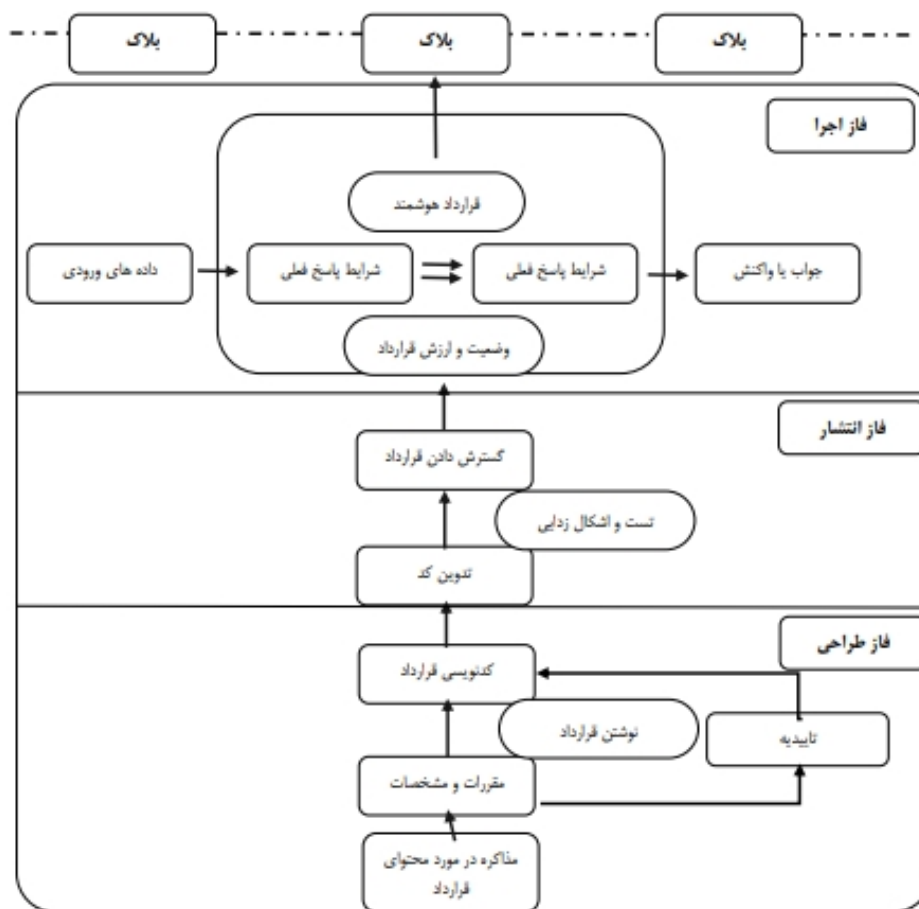 بلاک
بلاک
بلاک
فاز اجرا
قرارداد هوشمند
داده های ورودی
شرایط پاسخ فعلی
شرایط پاسخ فعلی
جواب یا واکنش
وضعیت و ارزش قرارداد
فاز انتشار
گسترش دادن قرارداد
تست و اشکال زدایی
تدوین کد
فاز طراحی
کدنویسی قرارداد
نوشتن قرارداد
تاییدیه
مقررات و مشخصات
مذاکره در مورد محتوای
قرارداد